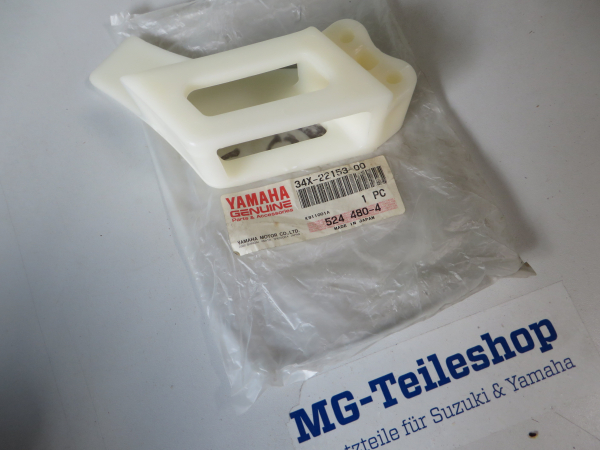 34X-22153-00
YAMAHA
GENUINE
Parts & Accessories
1 PC
524 480-4
YAMAHA MOTOR CO., LTD.
MADE IN JAPAN
MG-Teileshop
für Suzuki & Yamaha